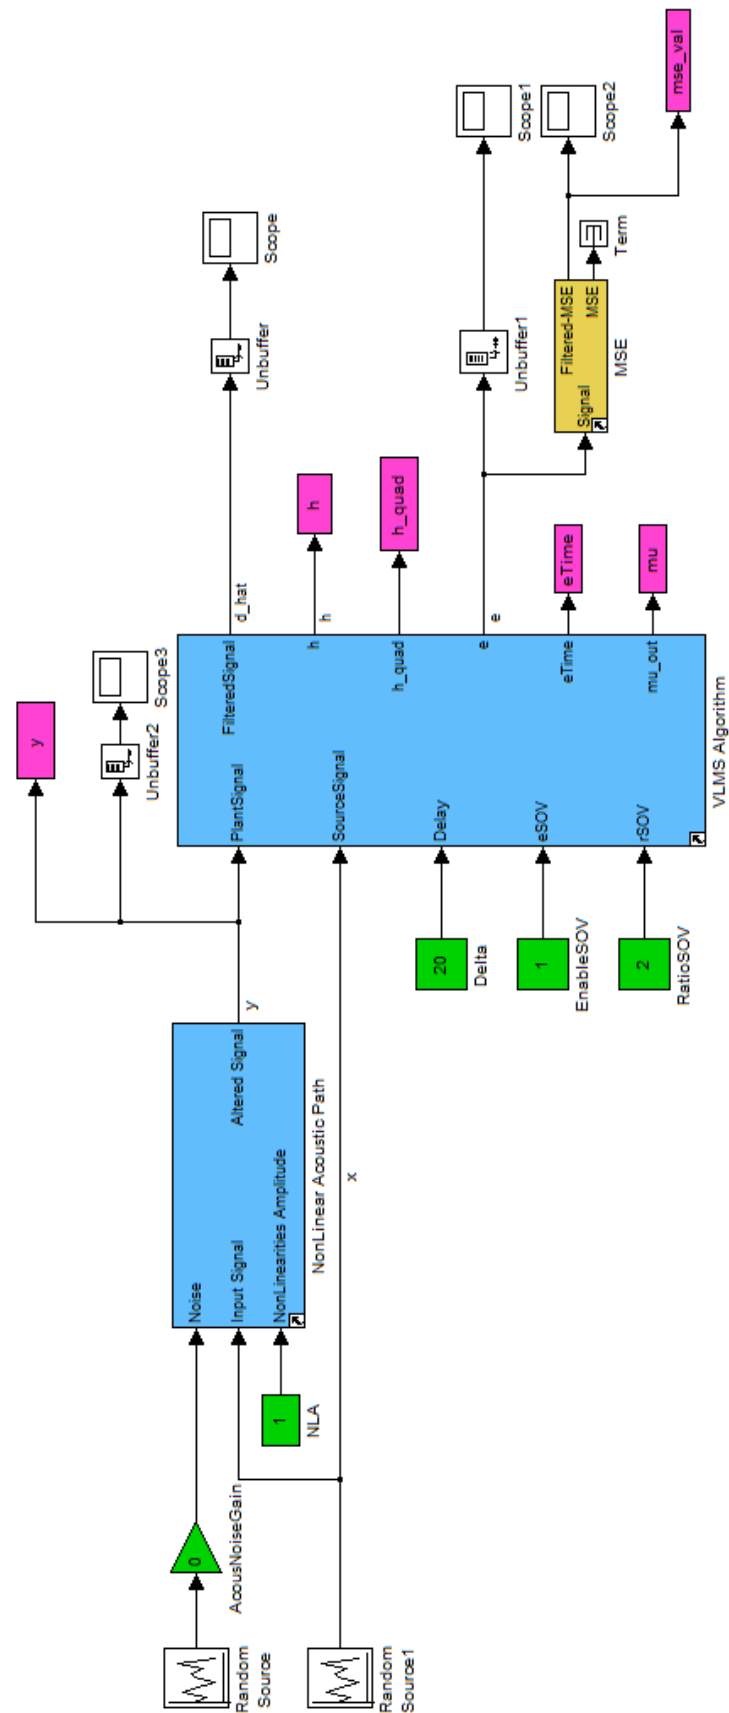 Random
Source
0
AcousNoiseGain
Random
Source1
1
NLA
Noise
Input Signal
NonLinearities Amplitude
Altered Signal
NonLinear Acoustic Path
y
x
y
Unbuffer2
Scope3
20
Delta
1
EnableSOV
2
RatioSOV
PlantSignal
SourceSignal
Delay
eSOV
rSOV
FilteredSignal
h
h_quad
e
eTime
mu_out
VLMS Algorithm
d_hat
Unbuffer
Scope
h
h
h_quad
e
Unbuffer1
Scope1
eTime
mu
Signal
Filtered-MSE
MSE
MSE
Term
Scope2
mse_val